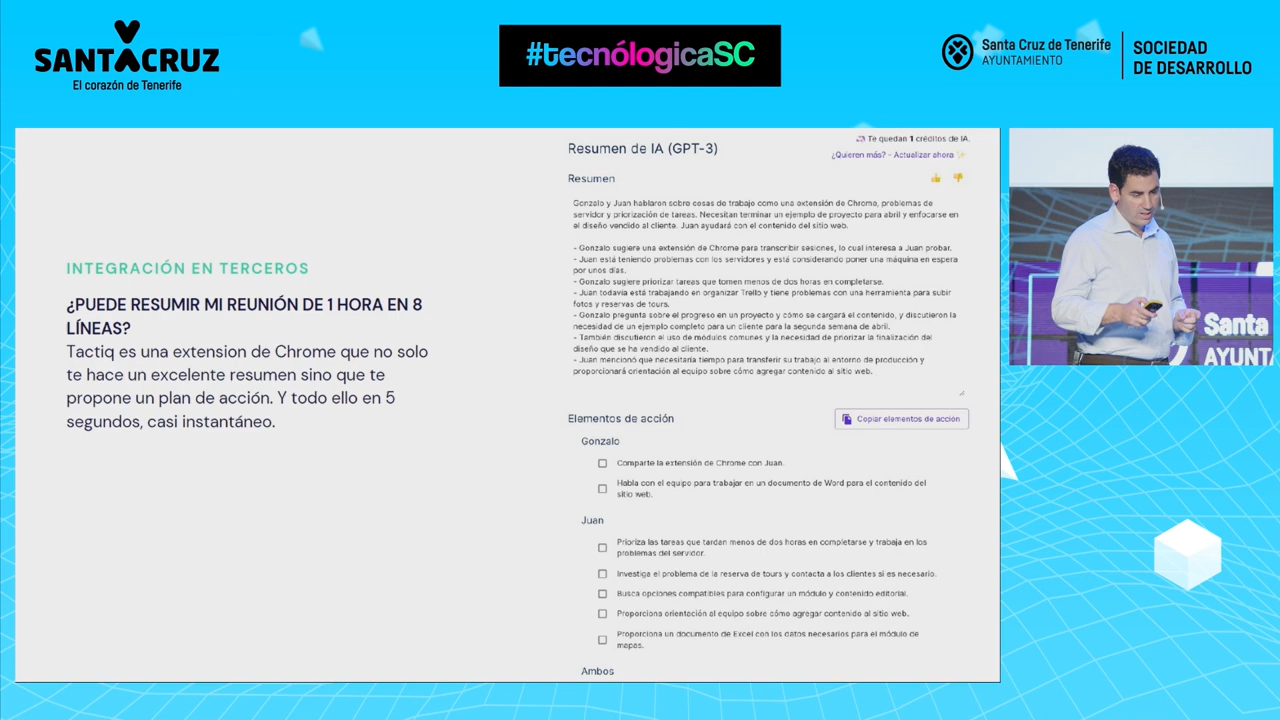 SANTACRUZ
El corazón de Tenerife
#tecnólogicaSC
Santa Cruz de Tenerife
AYUNTAMIENTO
SOCIEDAD
DE DESARROLLO
INTEGRACIÓN EN TERCEROS
¿PUEDE RESUMIR MI REUNIÓN DE 1 HORA EN 8
LÍNEAS?
Tactiq es una extension de Chrome que no solo
te hace un excelente resumen sino que te
propone un plan de acción. Y todo ello en 5
segundos, casi instantáneo.
Te quedan 1 créditos de IA.
Resumen de IA (GPT-3)
¿Quieren más? - Actualizar ahora
Resumen
Gonzalo y Juan hablaron sobre cosas de trabajo como una extensión de Chrome, problemas de
servidor y priorización de tareas. Necesitan terminar un ejemplo de proyecto para abril y enfocarse en
el diseño vendido al cliente. Juan ayudará con el contenido del sitio web.
- Gonzalo sugiere una extensión de Chrome para transcribir sesiones, lo cual interesa a Juan probar.
- Juan está teniendo problemas con los servidores y está considerando poner una máquina en espera
por unos días.
- Gonzalo sugiere priorizar tareas que tomen menos de dos horas en completarse.
- Juan todavía está trabajando en organizar Trello y tiene problemas con una herramienta para subir
fotos y reservas de tours.
- Gonzalo pregunta sobre el progreso en un proyecto y cómo se cargará el contenido, y discutieron la
necesidad de un ejemplo completo para un cliente para la segunda semana de abril.
- También discutieron el uso de módulos comunes y la necesidad de priorizar la finalización del
diseño que se ha vendido al cliente.
- Juan mencionó que necesitaría tiempo para transferir su trabajo al entorno de producción y
proporcionará orientación al equipo sobre cómo agregar contenido al sitio web.
Elementos de acción
Copiar elementos de acción
Gonzalo
Comparte la extensión de Chrome con Juan.
Habla con el equipo para trabajar en un documento de Word para el contenido del
sitio web.
Juan
Prioriza las tareas que tardan menos de dos horas en completarse y trabaja en los
problemas del servidor.
Investiga el problema de la reserva de tours y contacta a los clientes si es necesario.
Busca opciones compatibles para configurar un módulo y contenido editorial.
Proporciona orientación al equipo sobre cómo agregar contenido al sitio web.
Proporciona un documento de Excel con los datos necesarios para el módulo de
mapas.
Ambos
Santa
AYUNTA